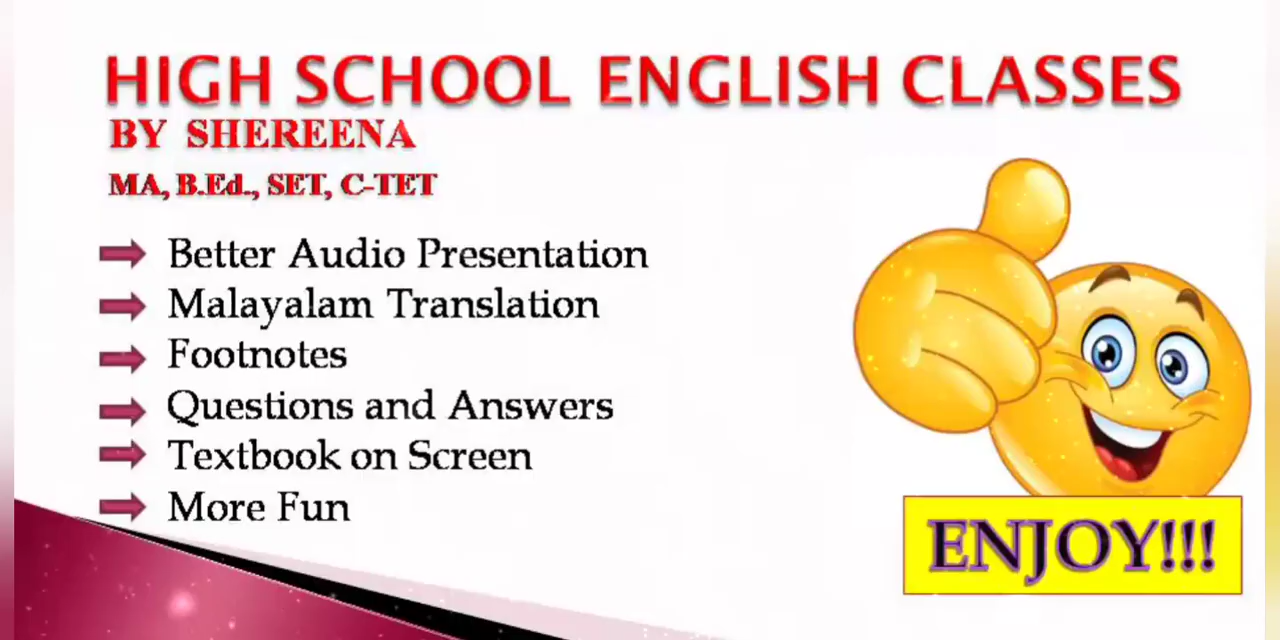 HIGH SCHOOL ENGLISH CLASSES
BY SHEREENA
MA, B.Ed., SET, C-TET
Better Audio Presentation
Malayalam Translation
Footnotes
Questions and Answers
Textbook on Screen
More Fun
ENJOY!!!